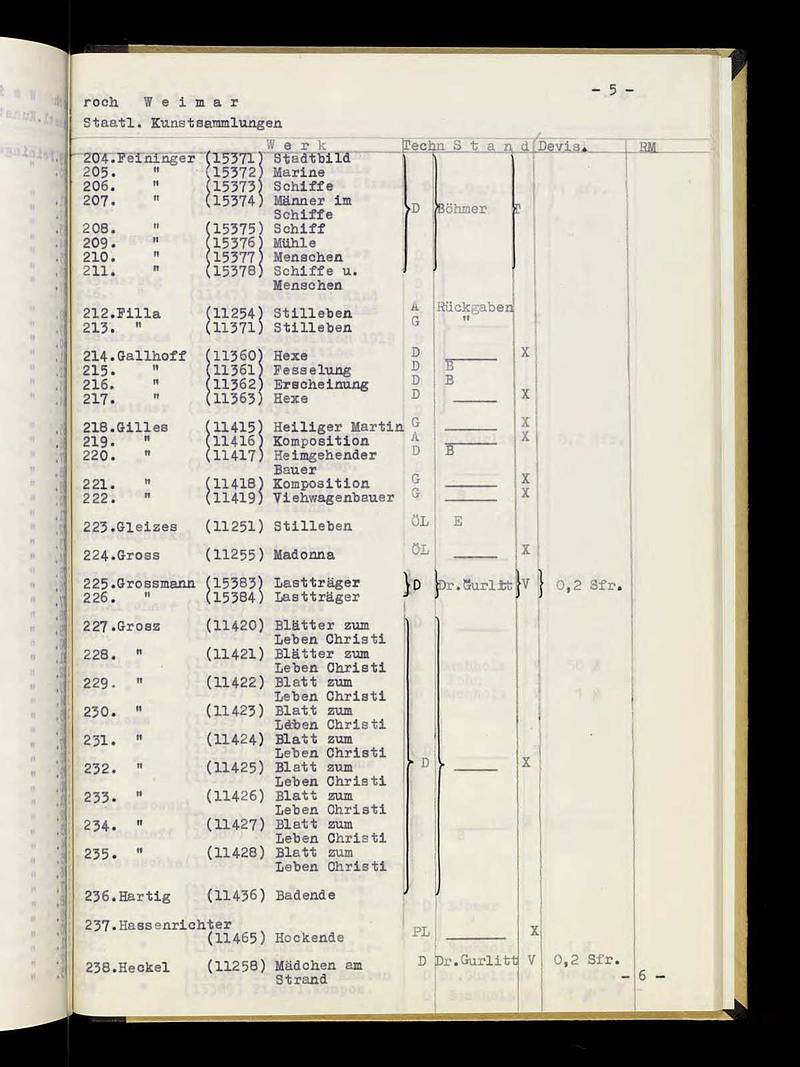 - 5 -
roch W e i m a r
Staatl. Kunstsammlungen
W e r k Techn S t a n d Devis. RM
204.Feininger (15371) Stadtbild
205. " (15372) Marine
206. " (15373) Schiffe
207. " (15374) Männer im D Böhmer T
Schiffe
208. " (15375) Schiff
209. " (15376) Mühle
210. " (15377) Menschen
211. " (15378) Schiffe u.
Menschen
212.Filla (11254) Stilleben A Rückgaben
213. " (11371) Stilleben G "
214.Gallhoff (11360) Hexe D ______ X
215. " (11361) Fesselung D B
216. " (11362) Erscheinung D B
217. " (11363) Hexe D _____ X
218.Gilles (11415) Heiliger Martin G ______ X
219. " (11416) Komposition A ______ X
220. " (11417) Heimgehender D B
Bauer
221. " (11418) Komposition G ______ X
222. " (11419) Viehwagenbauer G ______ X
223.Gleizes (11251) Stilleben ÖL E
224.Gross (11255) Madonna ÖL _____ X
225.Grossmann (15383) Lastträger } D Dr.Gurlitt } V } 0,2 Sfr.
226. " (15384) Lastträger
227.Grosz (11420) Blätter zum
Leben Christi
228. " (11421) Blätter zum
Leben Christi
229. " (11422) Blatt zum
Leben Christi
230. " (11423) Blatt zum
Leben Christi
231. " (11424) Blatt zum
Leben Christi
232. " (11425) Blatt zum } D } _____ X
Leben Christi
233. " (11426) Blatt zum
Leben Christi
234. " (11427) Blatt zum
Leben Christi
235. " (11428) Blatt zum
Leben Christi
236.Hartig (11436) Badende
237.Hassenrichter
(11465) Hockende PL _______ X
238.Heckel (11258) Mädchen am D Dr.Gurlitt V 0,2 Sfr.
Strand
- 6 -